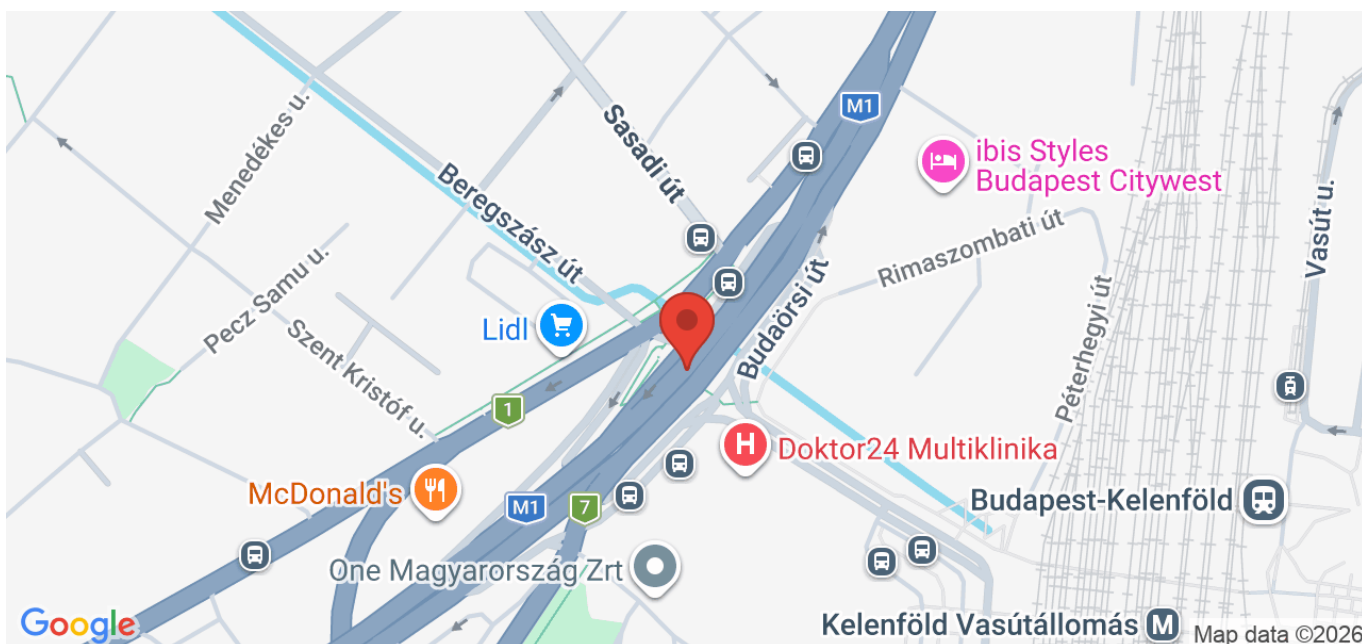 M1
ibis Styles
Budapest Citywest
Menedékes u.
Sasadi út
Beregszász út
Vasút u.
Rimaszombati út
Pecz Samu u.
Lidl
Budaörsi út
Péterhegyi út
Szent Kristóf u.
1
H
Doktor24 Multiklinika
McDonald's
M1
7
Budapest-Kelenföld
One Magyarország Zrt
Google
Kelenföld Vasútállomás M
Map data ©2026